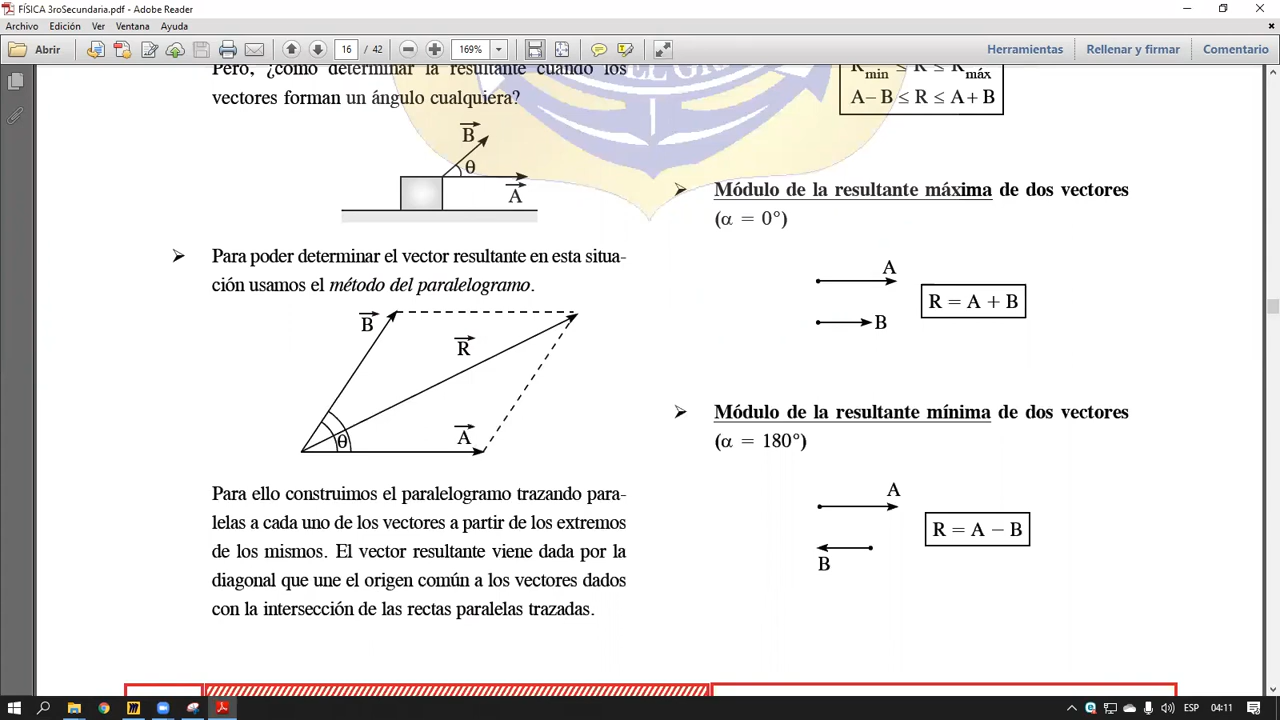 FÍSICA 3roSecundaria.pdf - Adobe Reader
Archivo Edición Ver Ventana Ayuda
Abrir 16 / 42 169% Herramientas Rellenar y firmar Comentario
Pero, ¿cómo determinar la resultante cuando los
vectores forman un ángulo cualquiera?
B
θ
A
Para poder determinar el vector resultante en esta situa-
ción usamos el método del paralelogramo.
B
R
θ
A
Para ello construimos el paralelogramo trazando para-
lelas a cada uno de los vectores a partir de los extremos
de los mismos. El vector resultante viene dada por la
diagonal que une el origen común a los vectores dados
con la intersección de las rectas paralelas trazadas.
EL GR
Rmin ≤ R ≤ Rmáx
A− B ≤ R ≤ A + B
Módulo de la resultante máxima de dos vectores
(α = 0°)
A
B
R = A + B
Módulo de la resultante mínima de dos vectores
(α = 180°)
A
B
R = A − B
ESP 04:11